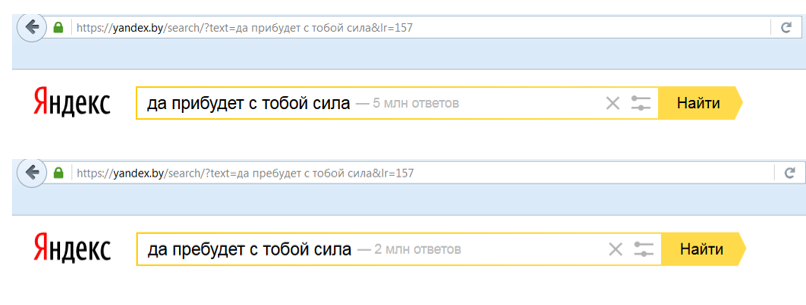 https://yandex.by/search/?text=да прибудет с тобой сила&lr=157
Яндекс да прибудет с тобой сила — 5 млн ответов Найти
https://yandex.by/search/?text=да пребудет с тобой сила&lr=157
Яндекс да пребудет с тобой сила — 2 млн ответов Найти